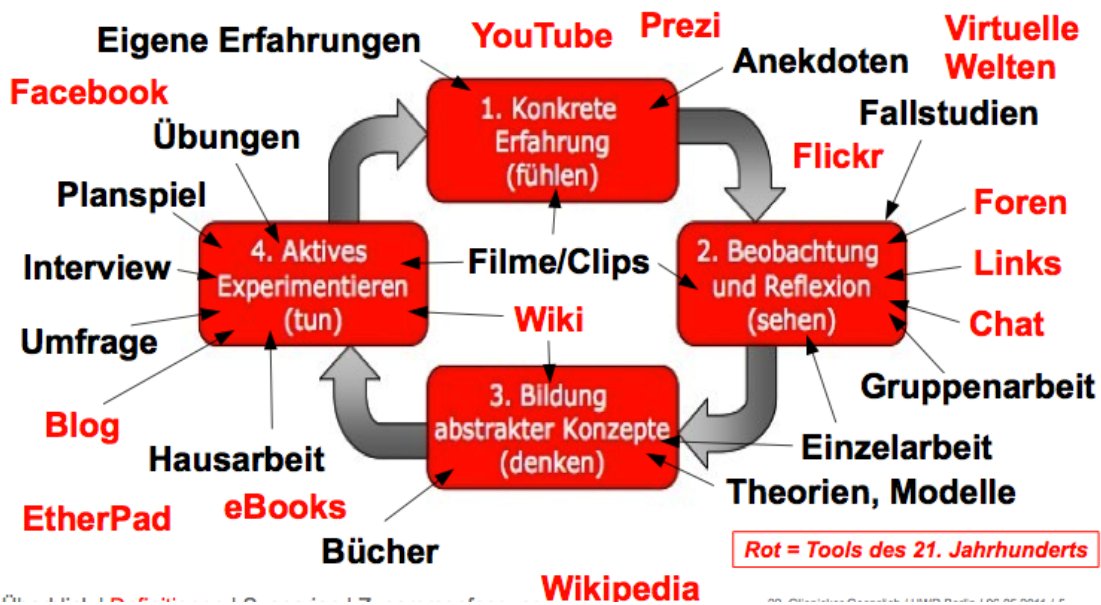 Eigene Erfahrungen
YouTube
Prezi
Virtuelle
Welten
Facebook
Anekdoten
1. Konkrete
Erfahrung
(fühlen)
Fallstudien
Übungen
Flickr
Planspiel
Foren
4. Aktives
Experimentieren
(tun)
Filme/Clips
2. Beobachtung
und Reflexion
(sehen)
Interview
Links
Wiki
Chat
Umfrage
Gruppenarbeit
3. Bildung
abstrakter Konzepte
(denken)
Blog
Hausarbeit
Einzelarbeit
Theorien, Modelle
EtherPad
eBooks
Bücher
Rot = Tools des 21. Jahrhunderts
Wikipedia